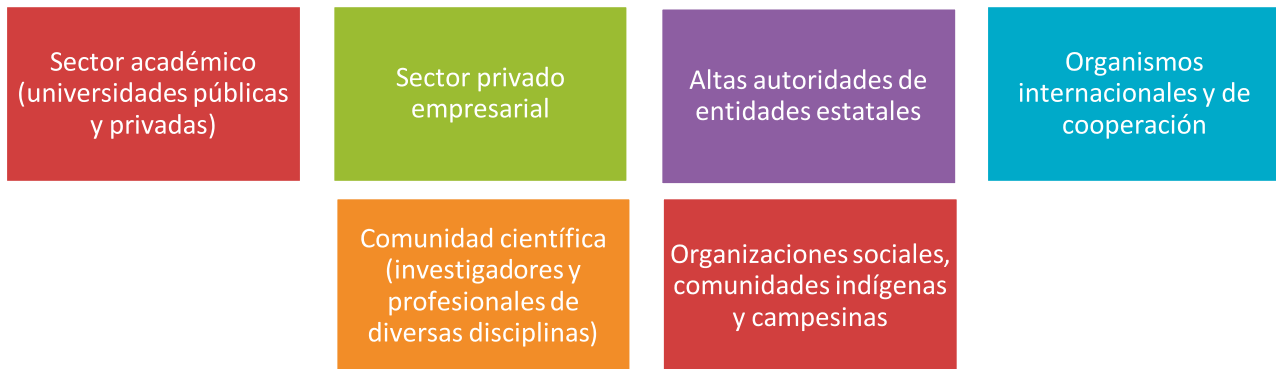 Sector académico
(universidades públicas
y privadas)
Sector privado
empresarial
Altas autoridades de
entidades estatales
Organismos
internacionales y de
cooperación
Comunidad científica
(investigadores y
profesionales de
diversas disciplinas)
Organizaciones sociales,
comunidades indígenas
y campesinas